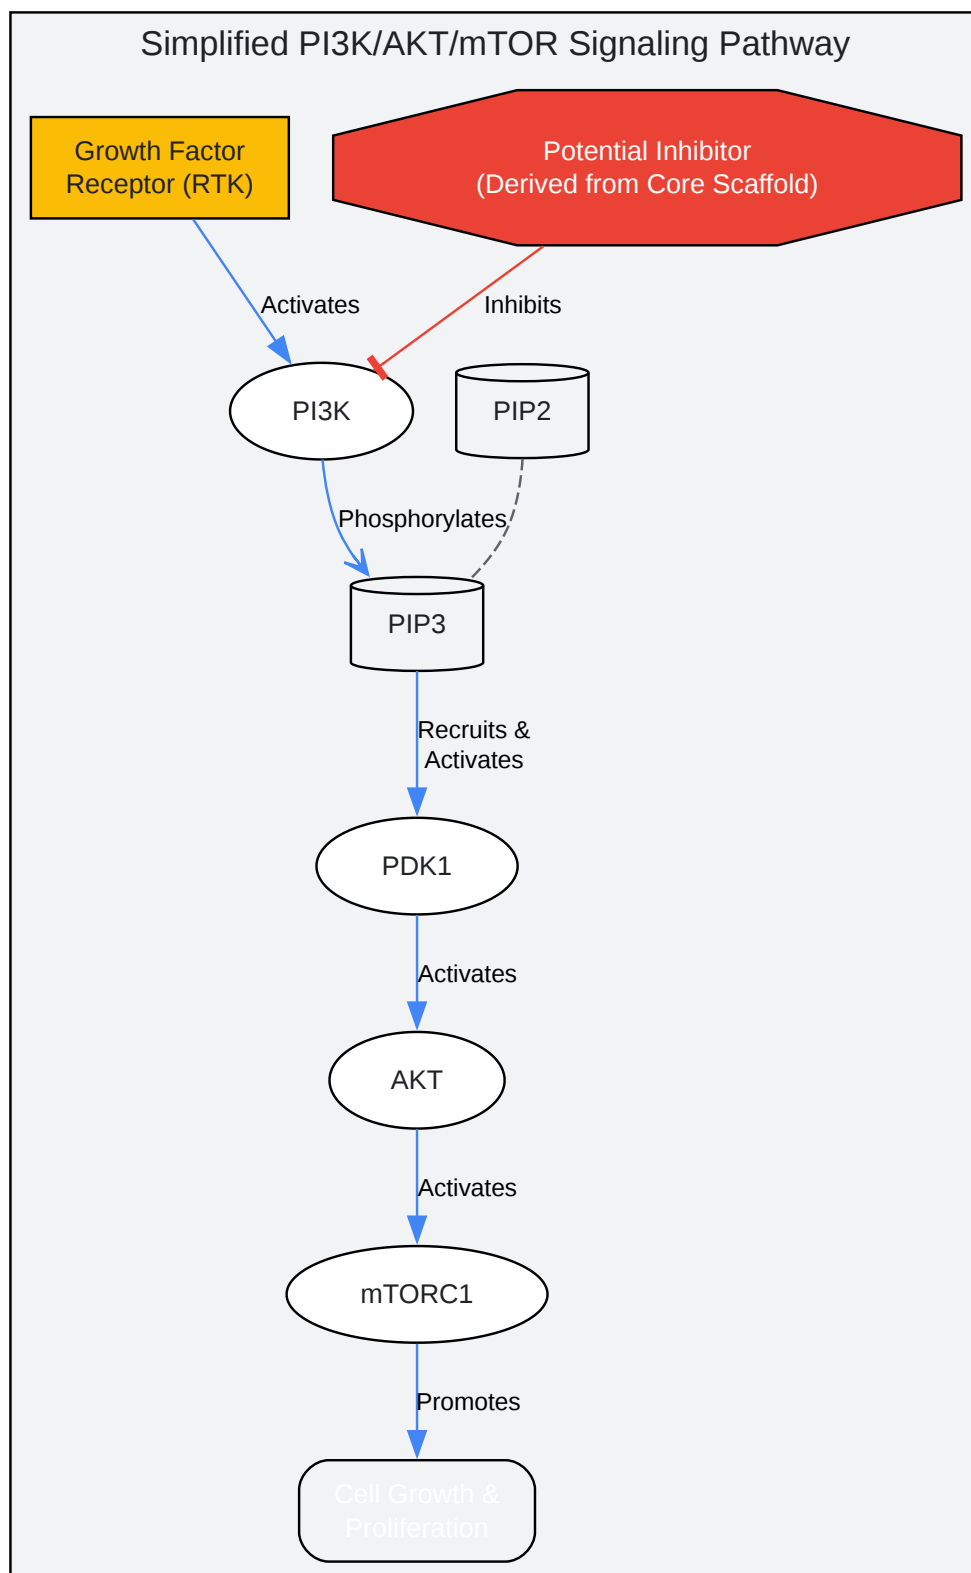 Simplified PI3K/AKT/mTOR Signaling Pathway
Growth Factor
Receptor (RTK)
Potential Inhibitor
(Derived from Core Scaffold)
Activates
Inhibits
PI3K
PIP2
Phosphorylates
PIP3
Recruits &
Activates
PDK1
Activates
AKT
Activates
mTORC1
Promotes
Cell Growth &
Proliferation